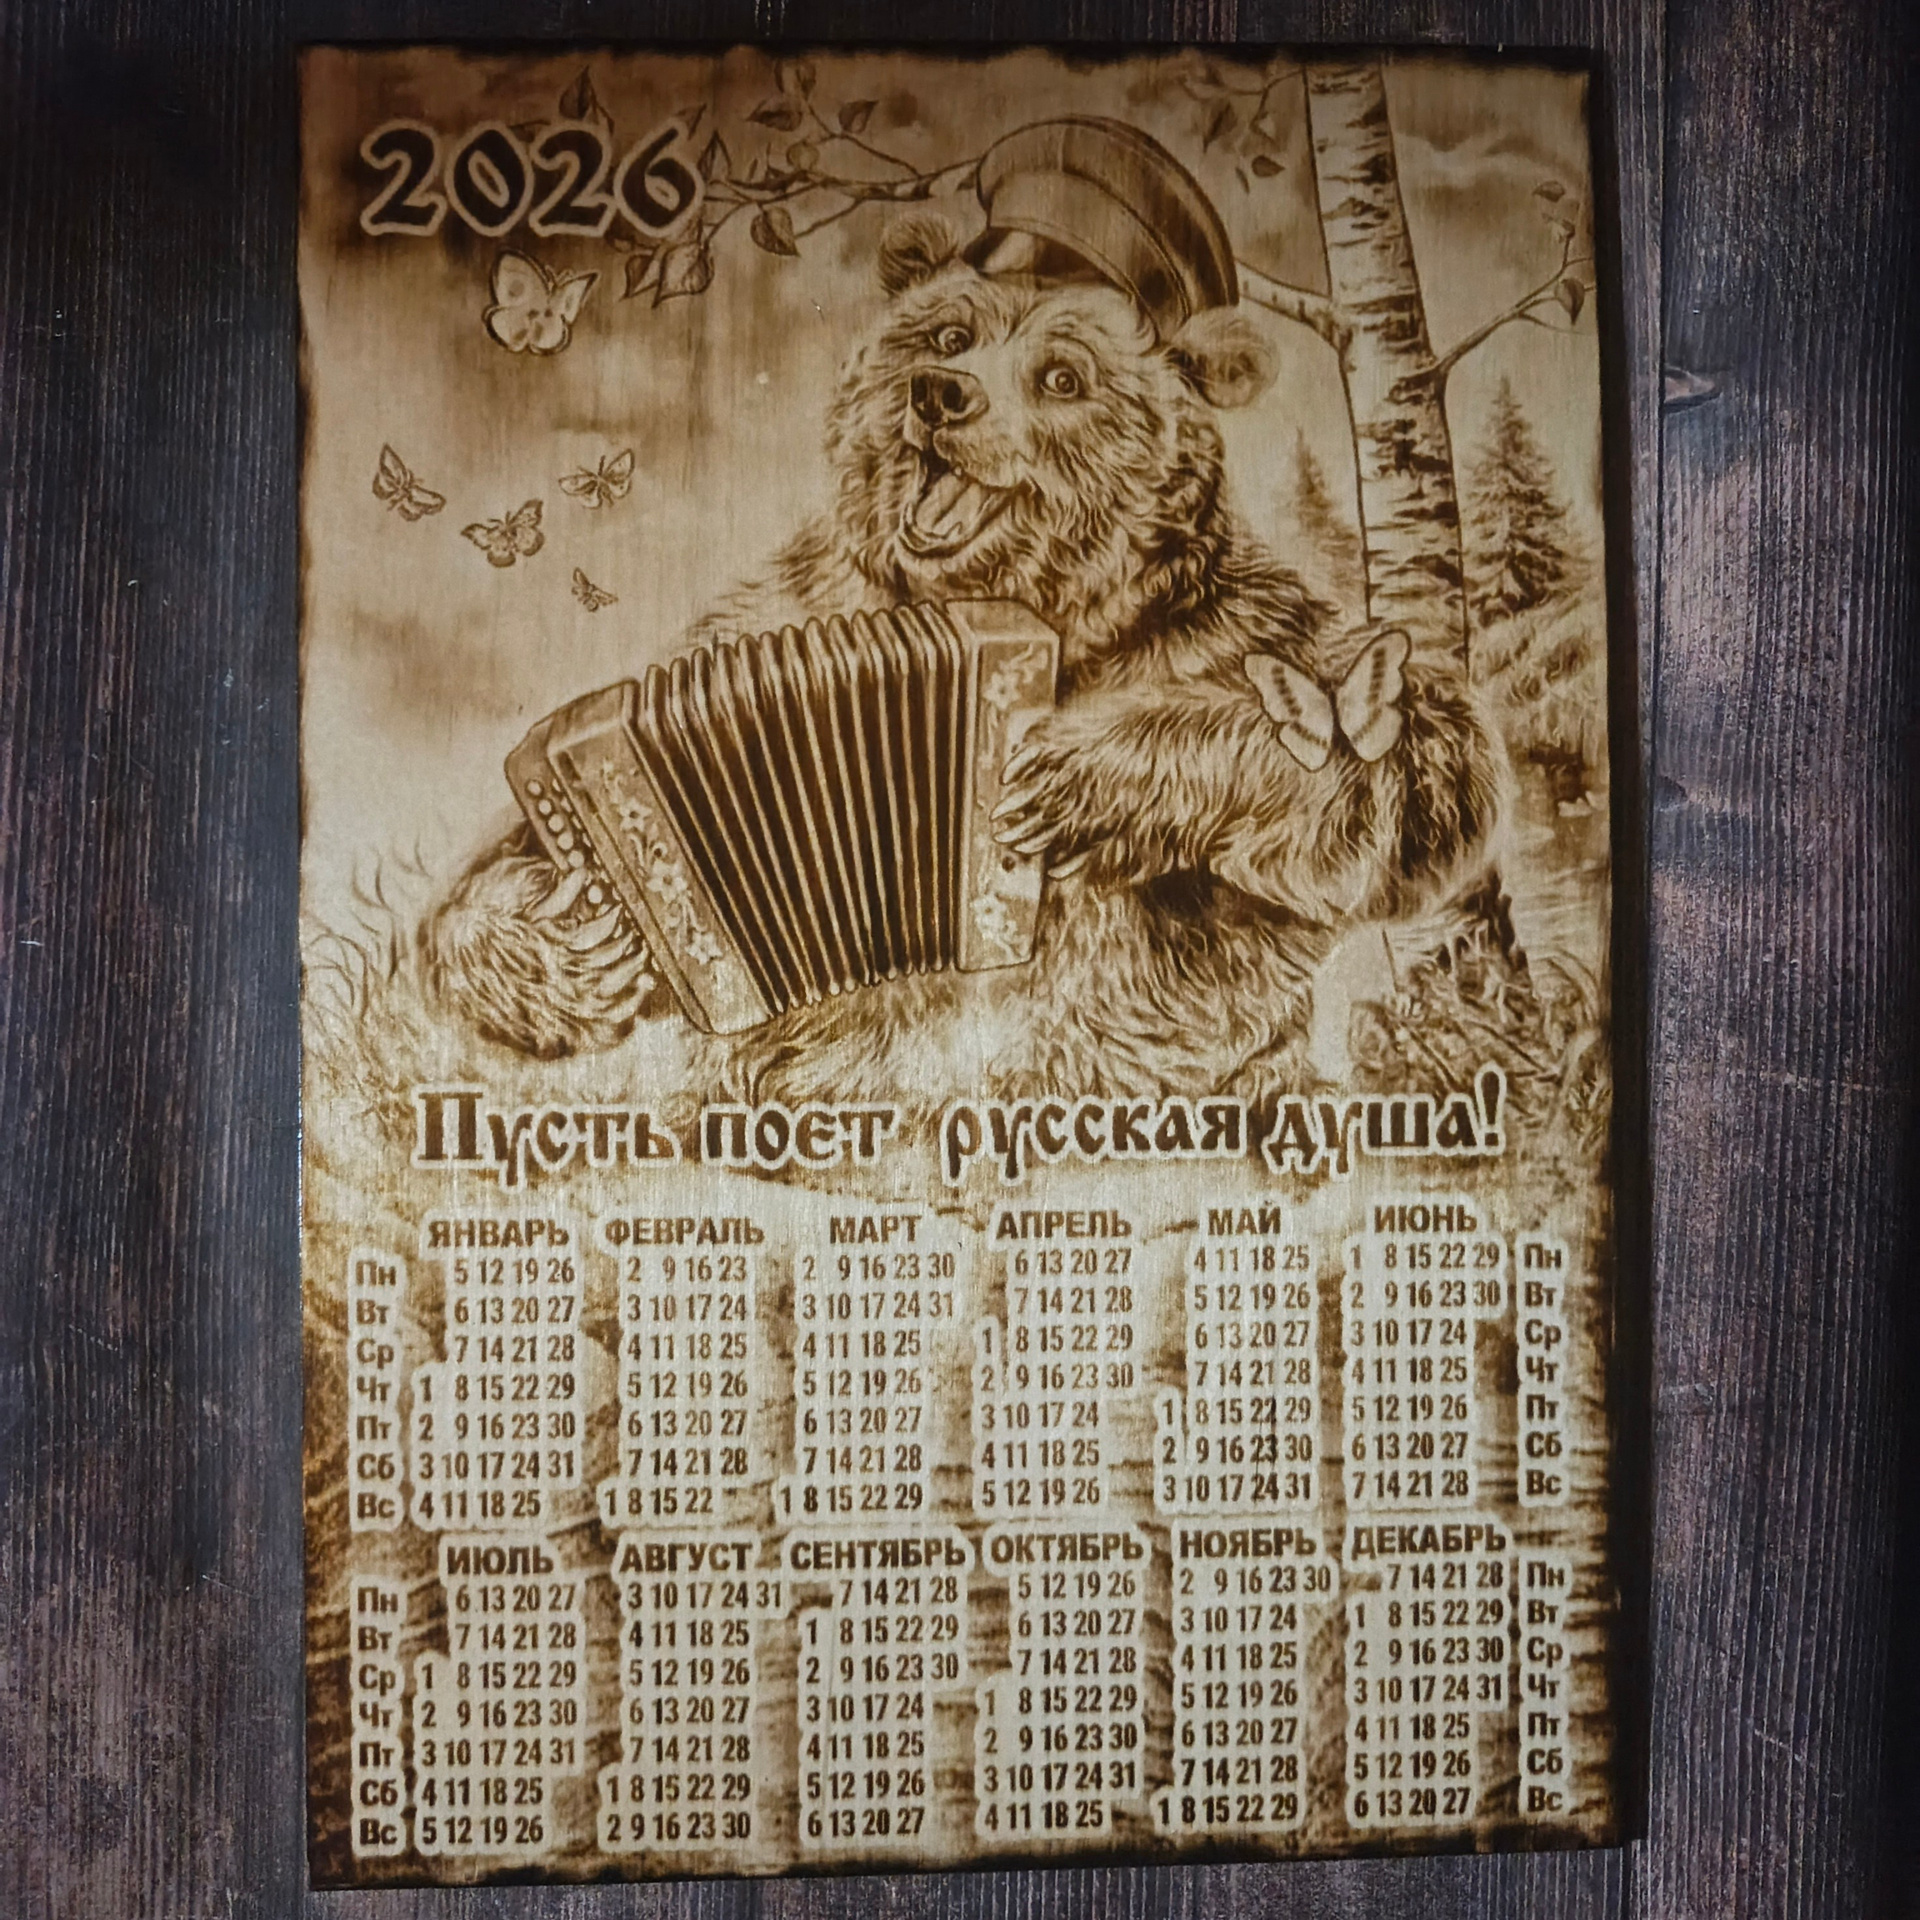 2026
Пусть поет русская душа!
ЯНВАРЬ ФЕВРАЛЬ МАРТ АПРЕЛЬ МАЙ ИЮНЬ
Пн 5 12 19 26 2 9 16 23 2 9 16 23 30 6 13 20 27 4 11 18 25 1 8 15 22 29 Пн
Вт 6 13 20 27 3 10 17 24 3 10 17 24 31 7 14 21 28 5 12 19 26 2 9 16 23 30 Вт
Ср 7 14 21 28 4 11 18 25 4 11 18 25 1 8 15 22 29 6 13 20 27 3 10 17 24 Ср
Чт 1 8 15 22 29 5 12 19 26 5 12 19 26 2 9 16 23 30 7 14 21 28 4 11 18 25 Чт
Пт 2 9 16 23 30 6 13 20 27 6 13 20 27 3 10 17 24 1 8 15 22 29 5 12 19 26 Пт
Сб 3 10 17 24 31 7 14 21 28 7 14 21 28 4 11 18 25 2 9 16 23 30 6 13 20 27 Сб
Вс 4 11 18 25 1 8 15 22 1 8 15 22 29 5 12 19 26 3 10 17 24 31 7 14 21 28 Вс
ИЮЛЬ АВГУСТ СЕНТЯБРЬ ОКТЯБРЬ НОЯБРЬ ДЕКАБРЬ
Пн 6 13 20 27 3 10 17 24 31 7 14 21 28 5 12 19 26 2 9 16 23 30 7 14 21 28 Пн
Вт 7 14 21 28 4 11 18 25 1 8 15 22 29 6 13 20 27 3 10 17 24 1 8 15 22 29 Вт
Ср 1 8 15 22 29 5 12 19 26 2 9 16 23 30 7 14 21 28 4 11 18 25 2 9 16 23 30 Ср
Чт 2 9 16 23 30 6 13 20 27 3 10 17 24 1 8 15 22 29 5 12 19 26 3 10 17 24 31 Чт
Пт 3 10 17 24 31 7 14 21 28 4 11 18 25 2 9 16 23 30 6 13 20 27 4 11 18 25 Пт
Сб 4 11 18 25 1 8 15 22 29 5 12 19 26 3 10 17 24 31 7 14 21 28 5 12 19 26 Сб
Вс 5 12 19 26 2 9 16 23 30 6 13 20 27 4 11 18 25 1 8 15 22 29 6 13 20 27 Вс